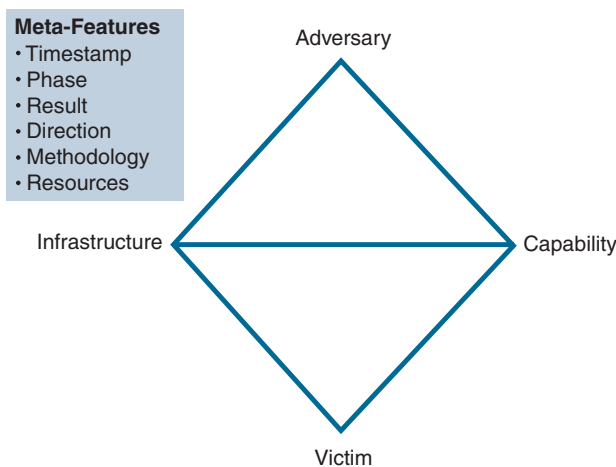 Meta-Features
• Timestamp
• Phase
• Result
• Direction
• Methodology
• Resources
Adversary
Infrastructure
Capability
Victim